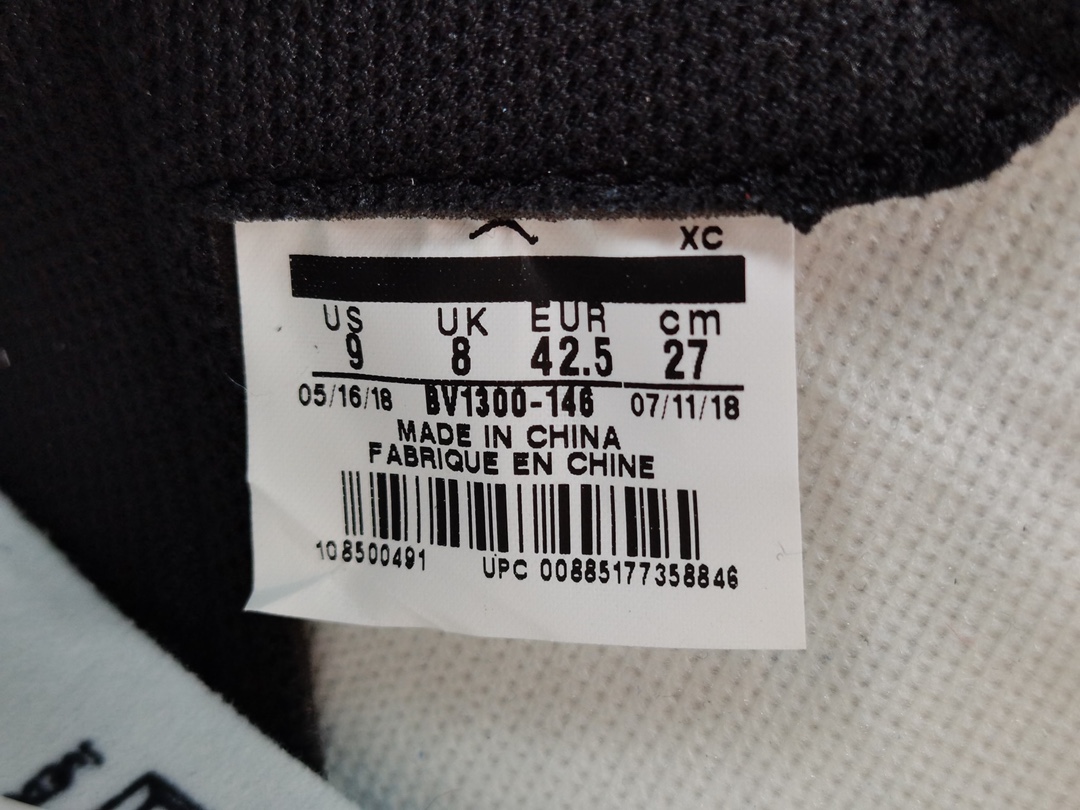 XC
US UK EUR cm
9 8 42.5 27
05/16/18 BV1300-146 07/11/18
MADE IN CHINA
FABRIQUE EN CHINE
108500491 UPC 00885177358846